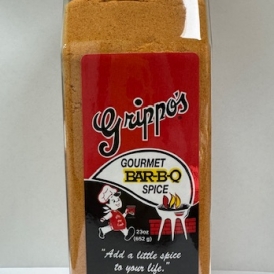 Grippo's
GOURMET
BAR-B-Q
SPICE
23oz
(652 g)
"Add a little spice
to your life."